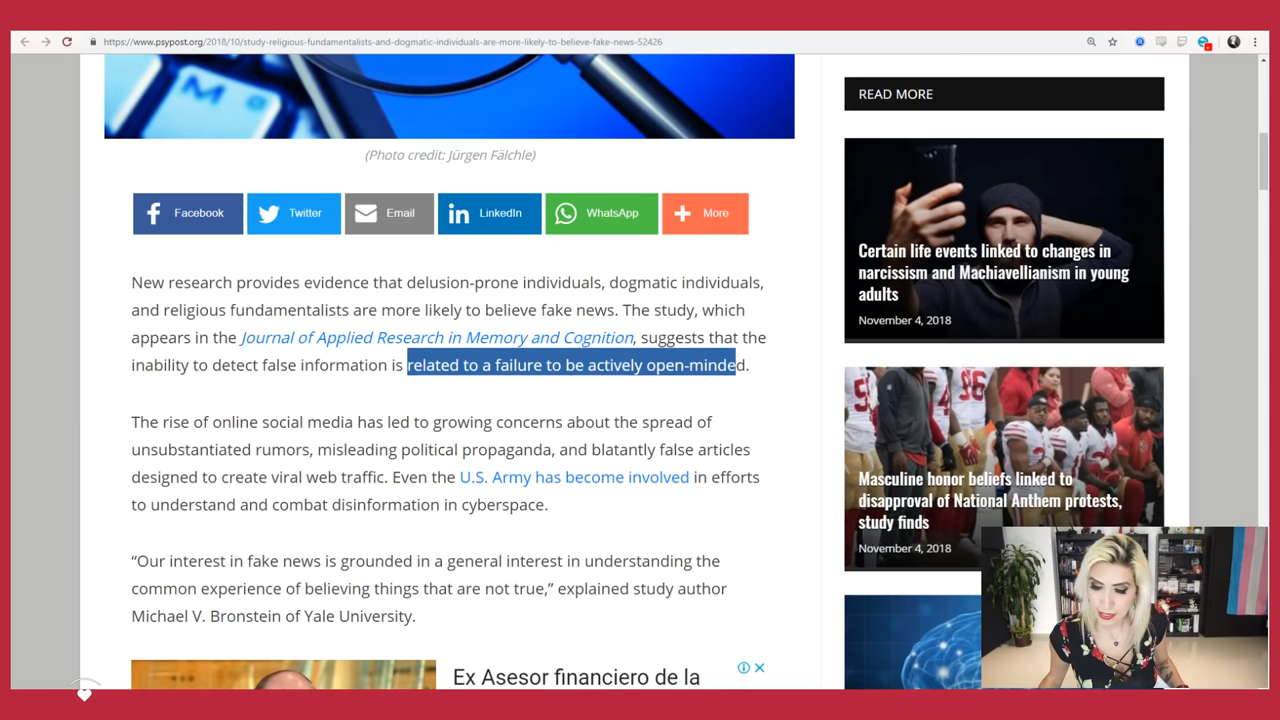 https://www.psypost.org/2018/10/study-religious-fundamentalists-and-dogmatic-individuals-are-more-likely-to-believe-fake-news-52426
M
(Photo credit: Jürgen Fälchle)
Facebook
Twitter
Email
LinkedIn
WhatsApp
More
New research provides evidence that delusion-prone individuals, dogmatic individuals,
and religious fundamentalists are more likely to believe fake news. The study, which
appears in the Journal of Applied Research in Memory and Cognition, suggests that the
inability to detect false information is related to a failure to be actively open-minded.
The rise of online social media has led to growing concerns about the spread of
unsubstantiated rumors, misleading political propaganda, and blatantly false articles
designed to create viral web traffic. Even the U.S. Army has become involved in efforts
to understand and combat disinformation in cyberspace.
“Our interest in fake news is grounded in a general interest in understanding the
common experience of believing things that are not true,” explained study author
Michael V. Bronstein of Yale University.
Ex Asesor financiero de la
READ MORE
Certain life events linked to changes in
narcissism and Machiavellianism in young
adults
November 4, 2018
Masculine honor beliefs linked to
disapproval of National Anthem protests,
study finds
November 4, 2018